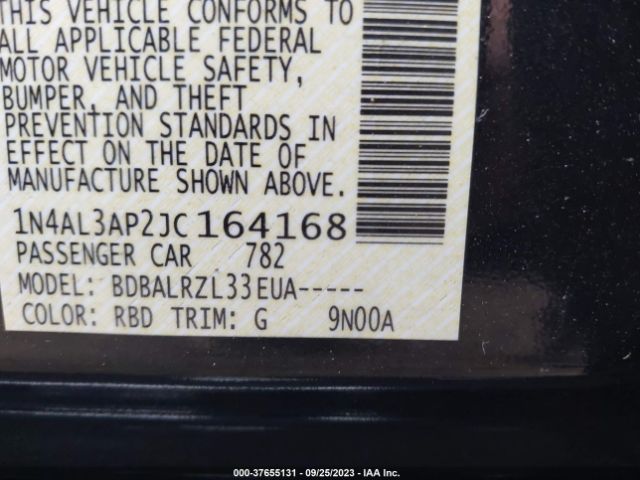 THIS VEHICLE CONFORMS TO
ALL APPLICABLE FEDERAL
MOTOR VEHICLE SAFETY,
BUMPER, AND THEFT
PREVENTION STANDARDS IN
EFFECT ON THE DATE OF
MANUFACTURE SHOWN ABOVE.
1N4AL3AP2JC164168
PASSENGER CAR 782
MODEL: BDBALRZL33EUA-----
COLOR: RBD TRIM: G 9N00A
000-37655131 - 09/25/2023 - IAA Inc.